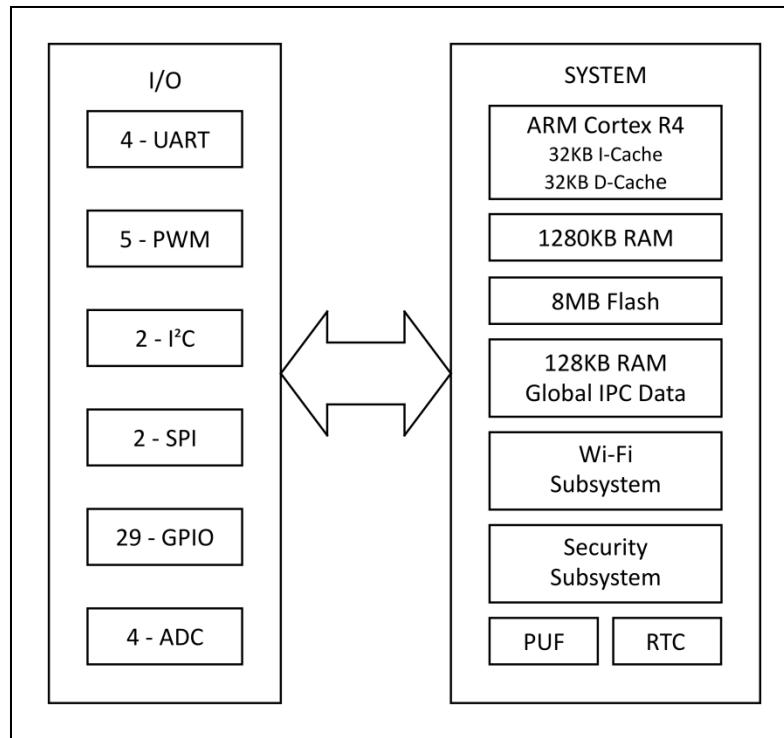 I/O
4 - UART
5 - PWM
2 - I²C
2 - SPI
29 - GPIO
4 - ADC
SYSTEM
ARM Cortex R4
32KB I-Cache
32KB D-Cache
1280KB RAM
8MB Flash
128KB RAM
Global IPC Data
Wi-Fi
Subsystem
Security
Subsystem
PUF
RTC